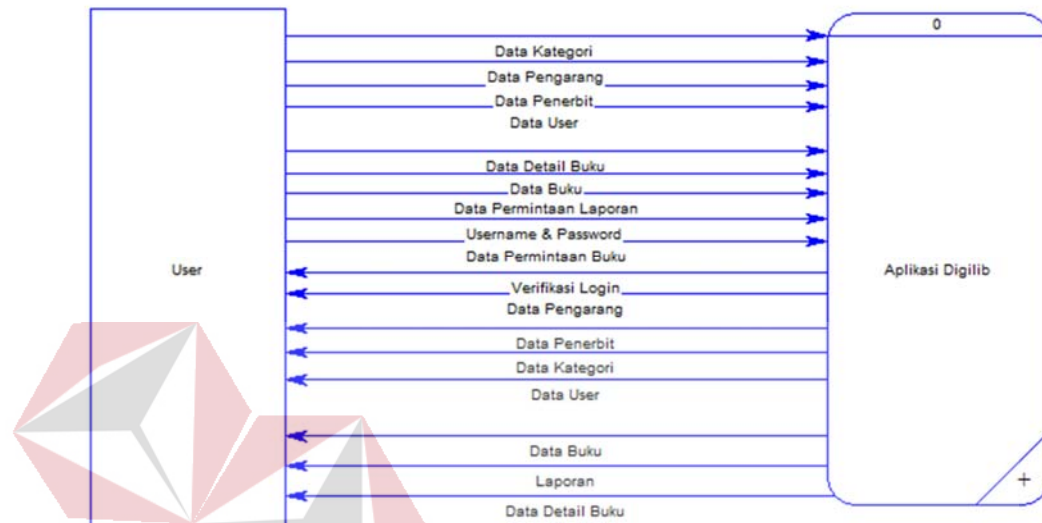 0
Data Kategori
Data Pengarang
Data Penerbit
Data User
Data Detail Buku
Data Buku
Data Permintaan Laporan
Username & Password
Data Permintaan Buku
User
Aplikasi Digilib
Verifikasi Login
Data Pengarang
Data Penerbit
Data Kategori
Data User
Data Buku
Laporan
+
Data Detail Buku